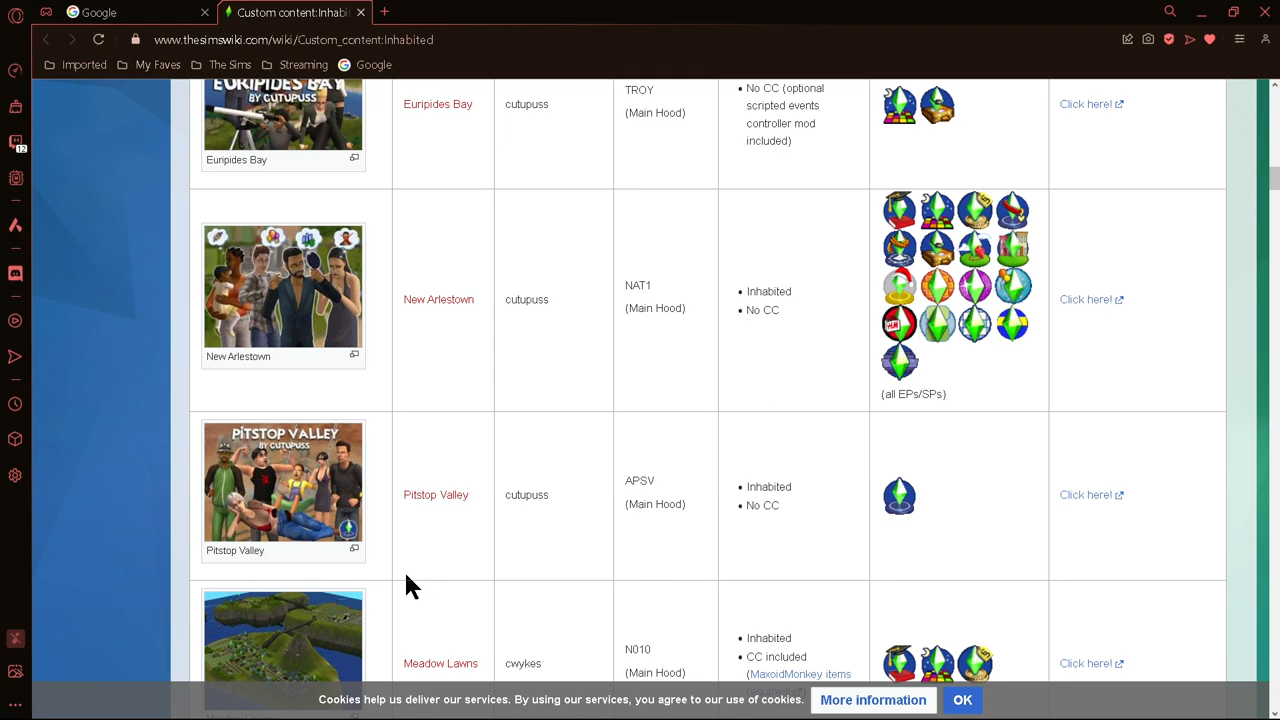 Google
Custom content:Inhabi
www.thesimswiki.com/wiki/Custom_content:Inhabited
Imported My Faves The Sims Streaming Google
12
EURIPIDES BAY
BY CUTUPUSS
Euripides Bay
Euripides Bay
cutupuss
TROY
(Main Hood)
• No CC (optional
scripted events
controller mod
included)
Click here!
New Arlestown
New Arlestown
cutupuss
NAT1
(Main Hood)
• Inhabited
• No CC
(all EPs/SPs)
Click here!
PITSTOP VALLEY
BY CUTUPUSS
Pitstop Valley
Pitstop Valley
cutupuss
APSV
(Main Hood)
• Inhabited
• No CC
Click here!
Meadow Lawns
cwykes
N010
(Main Hood)
• Inhabited
• CC included
(MaxoidMonkey items
Click here!
Cookies help us deliver our services. By using our services, you agree to our use of cookies. More information OK